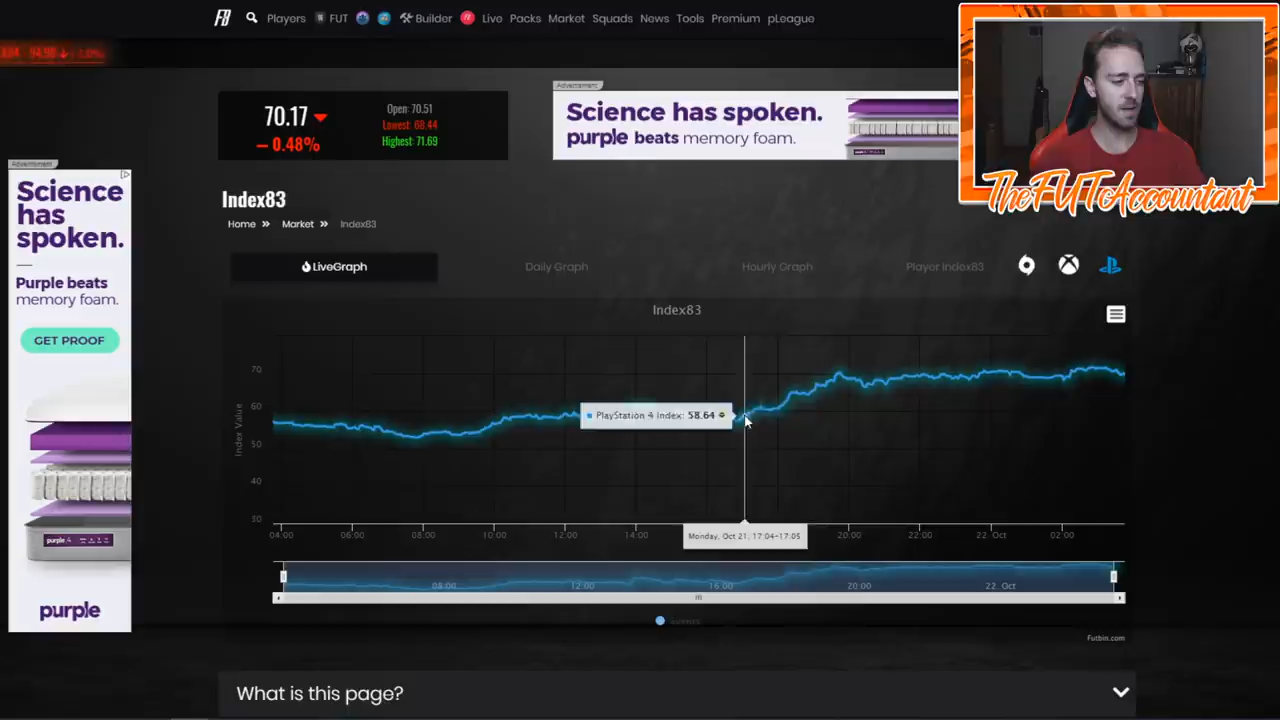 FB
Players
FUT
Builder
Live
Packs
Market
Squads
News
Tools
Premium
pLeague
70.17
– 0.48%
Open: 70.51
Lowest: 68.44
Highest: 71.69
Advertisement
Science has spoken.
purple beats memory foam.
TheFUTAccountant
Advertisement
Science
has
spoken.
Purple beats
memory foam.
GET PROOF
purple
Index83
Home » Market » Index83
LiveGraph
Daily Graph
Hourly Graph
Player Index83
Index83
Index Value
70
60
50
40
30
PlayStation 4 Index: 58.64
Monday, Oct 21, 17:04-17:05
04:00
06:00
08:00
10:00
12:00
14:00
20:00
22:00
22. Oct
02:00
08:00
12:00
16:00
20:00
22. Oct
Futbin.com
What is this page?